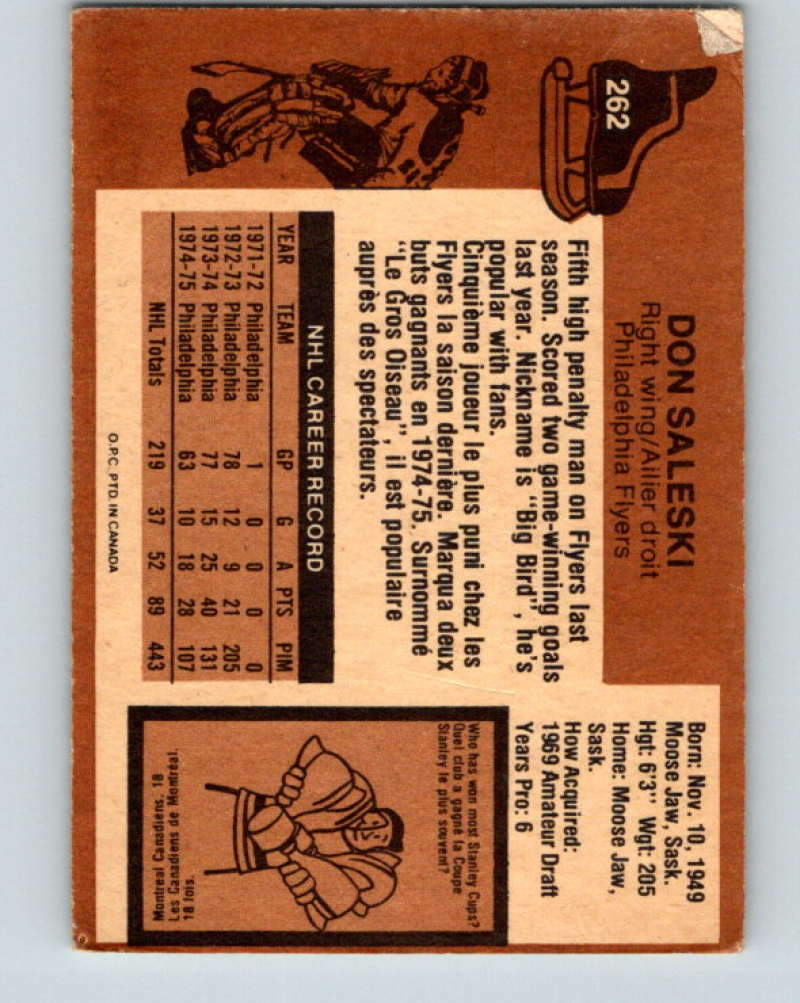 262
DON SALESKI
Right wing/Ailier droit
Philadelphia Flyers
Fifth high penalty man on Flyers last
season. Scored two game-winning goals
last year. Nickname is "Big Bird", he's
popular with fans.
Cinquième joueur le plus puni chez les
Flyers la saison dernière. Marqua deux
buts gagnants en 1974-75. Surnommé
"Le Gros Oiseau", il est populaire
auprès des spectateurs.
NHL CAREER RECORD
YEAR TEAM GP G A PTS PIM
1971-72 Philadelphia 1 0 0 0 0
1972-73 Philadelphia 78 12 9 21 205
1973-74 Philadelphia 77 15 25 40 131
1974-75 Philadelphia 63 10 18 28 107
NHL Totals 219 37 52 89 443
O.P.C. PTD. IN CANADA
Born: Nov. 10, 1949
Moose Jaw, Sask.
Hgt: 6'3" Wgt: 205
Home: Moose Jaw,
Sask.
How Acquired:
1969 Amateur Draft
Years Pro: 6
Who has won most Stanley Cups?
Quel club a gagné la Coupe
Stanley le plus souvent?
Montreal Canadiens, 18
Les Canadiens de Montréal,
18 fois.